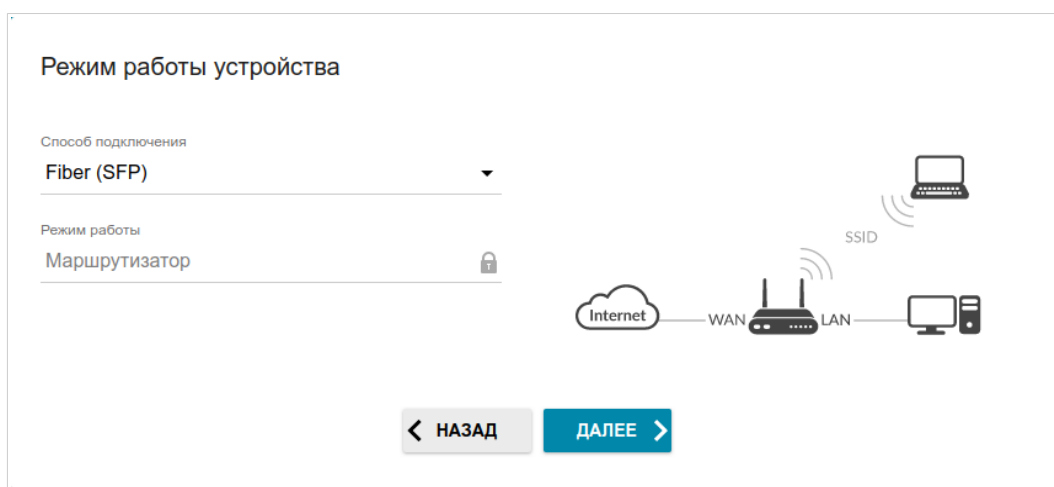 Режим работы устройства
Способ подключения
Fiber (SFP)
Режим работы
Маршрутизатор
SSID
Internet
WAN
LAN
НАЗАД
ДАЛЕЕ